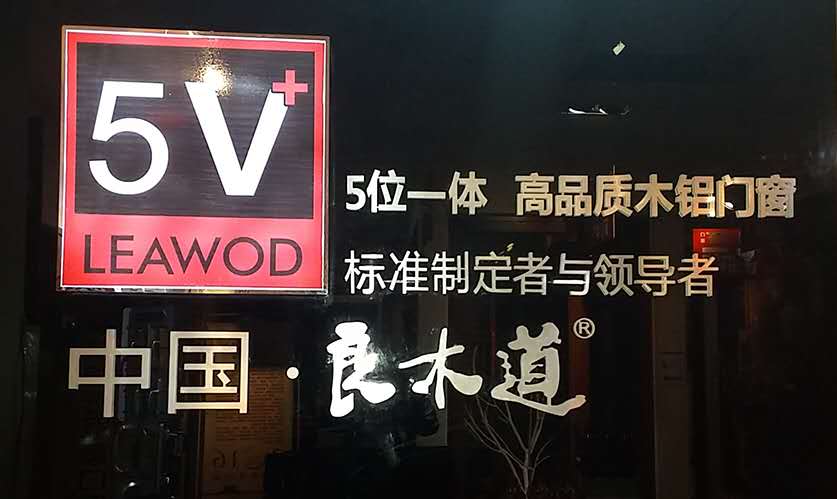 5V+
LEAWOD
5位一体 高品质木铝门窗
标准制定者与领导者
中国·良木道®